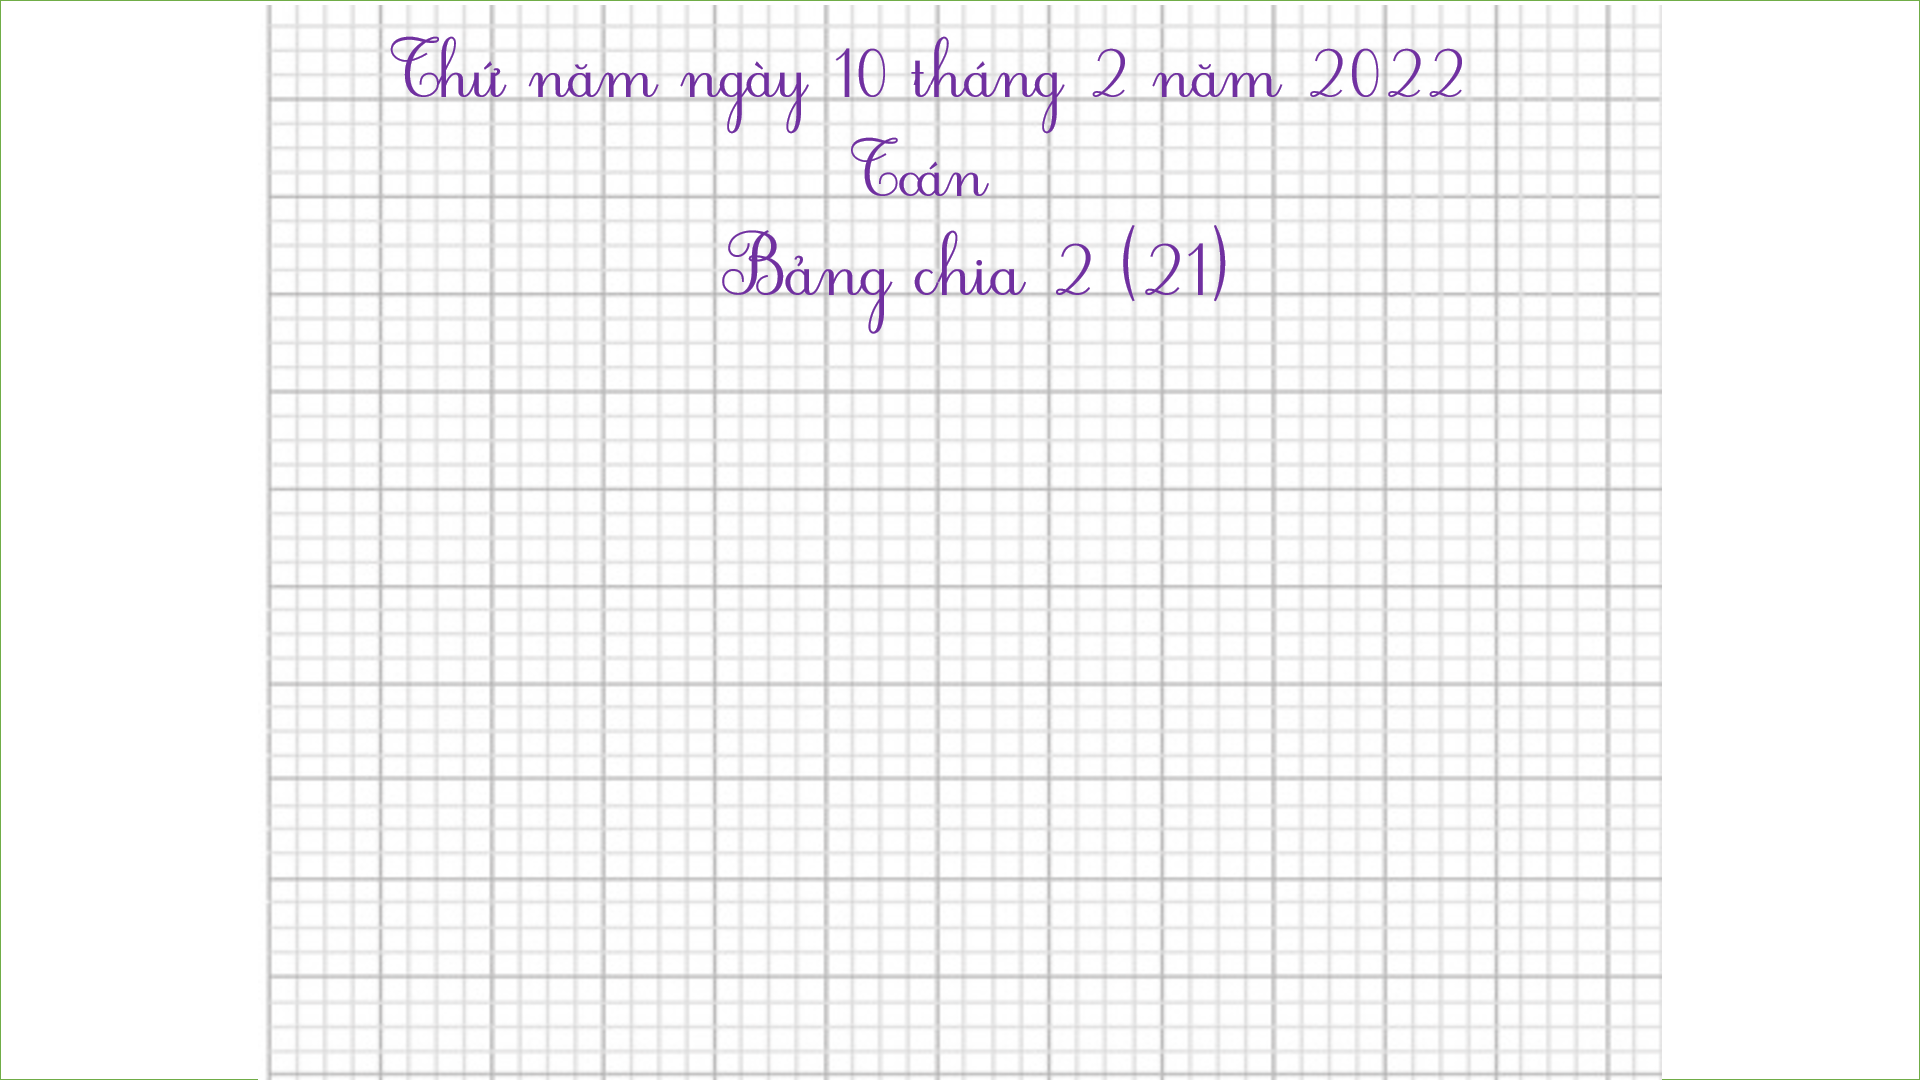 Thứ năm ngày 10 tháng 2 năm 2022
Toán
Bảng chia 2 (21)